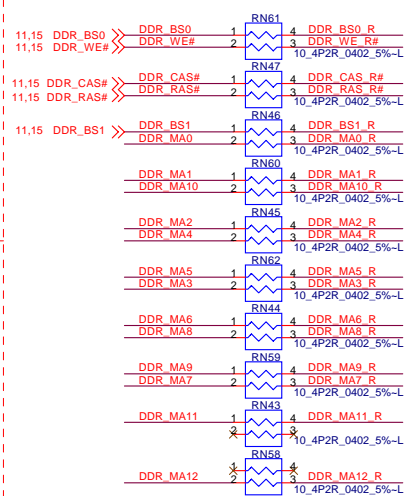 RN61
11,15 DDR_BS0 DDR_BS0 1 4 DDR_BS0_R
11,15 DDR_WE# DDR_WE# 2 3 DDR_WE_R#
10_4P2R_0402_5%~L
RN47
11,15 DDR_CAS# DDR_CAS# 1 4 DDR_CAS_R#
11,15 DDR_RAS# DDR_RAS# 2 3 DDR_RAS_R#
10_4P2R_0402_5%~L
RN46
11,15 DDR_BS1 DDR_BS1 1 4 DDR_BS1_R
DDR_MA0 2 3 DDR_MA0_R
10_4P2R_0402_5%~L
RN60
DDR_MA1 1 4 DDR_MA1_R
DDR_MA10 2 3 DDR_MA10_R
10_4P2R_0402_5%~L
RN45
DDR_MA2 1 4 DDR_MA2_R
DDR_MA4 2 3 DDR_MA4_R
10_4P2R_0402_5%~L
RN62
DDR_MA5 1 4 DDR_MA5_R
DDR_MA3 2 3 DDR_MA3_R
10_4P2R_0402_5%~L
RN44
DDR_MA6 1 4 DDR_MA6_R
DDR_MA8 2 3 DDR_MA8_R
10_4P2R_0402_5%~L
RN59
DDR_MA9 1 4 DDR_MA9_R
DDR_MA7 2 3 DDR_MA7_R
10_4P2R_0402_5%~L
RN43
DDR_MA11 1 4 DDR_MA11_R
2 3
10_4P2R_0402_5%~L
RN58
1 4
DDR_MA12 2 3 DDR_MA12_R
10_4P2R_0402_5%~L